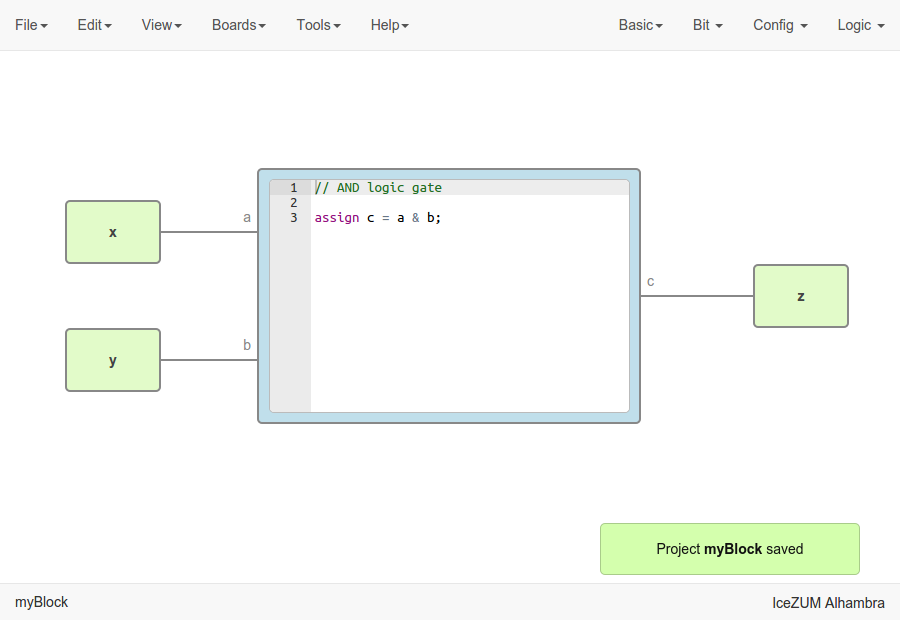 File Edit View Boards Tools Help Basic Bit Config Logic
1 // AND logic gate
2
3 assign c = a & b;
x
a
y
b
c
z
Project myBlock saved
myBlock IceZUM Alhambra